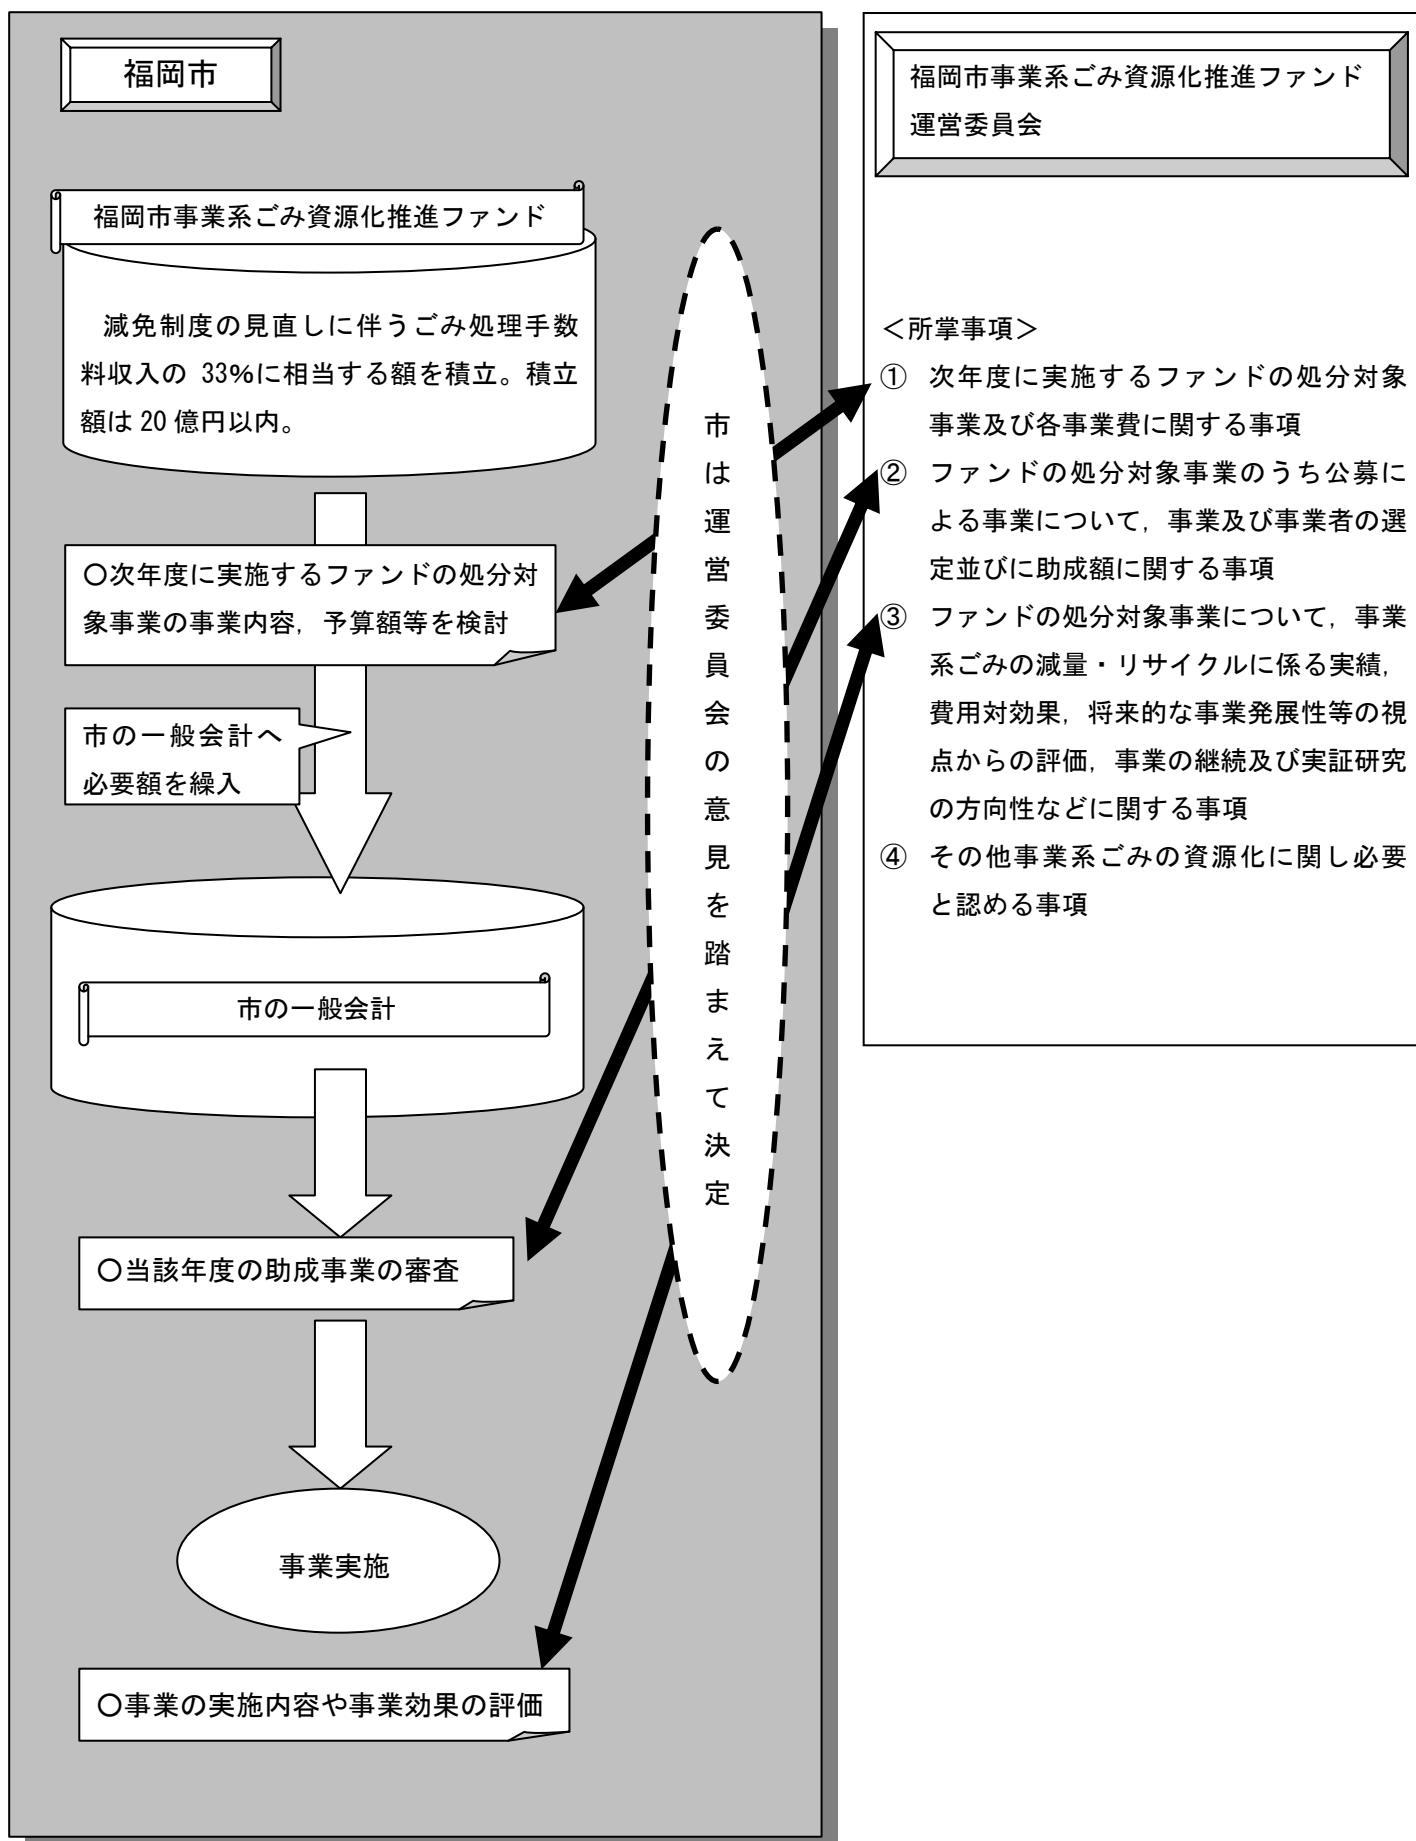 福岡市
福岡市事業系ごみ資源化推進ファンド
減免制度の見直しに伴うごみ処理手数
料収入の 33%に相当する額を積立。積立
額は 20 億円以内。
○次年度に実施するファンドの処分対
象事業の事業内容，予算額等を検討
市の一般会計へ
必要額を繰入
市の一般会計
○当該年度の助成事業の審査
事業実施
○事業の実施内容や事業効果の評価
市は運営委員会の意見を踏まえて決定
福岡市事業系ごみ資源化推進ファンド
運営委員会
＜所掌事項＞
① 次年度に実施するファンドの処分対象
事業及び各事業費に関する事項
② ファンドの処分対象事業のうち公募に
よる事業について，事業及び事業者の選
定並びに助成額に関する事項
③ ファンドの処分対象事業について，事業
系ごみの減量・リサイクルに係る実績，
費用対効果，将来的な事業発展性等の視
点からの評価，事業の継続及び実証研究
の方向性などに関する事項
④ その他事業系ごみの資源化に関し必要
と認める事項